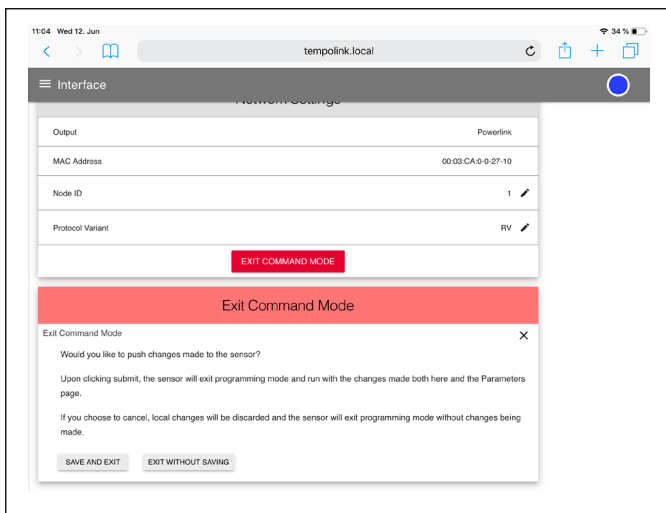 11:04 Wed 12. Jun
34 %
tempolink.local
Interface
Network Settings
Output Powerlink
MAC Address 00:03:CA:0-0-27-10
Node ID 1
Protocol Variant RV
EXIT COMMAND MODE
Exit Command Mode
Exit Command Mode
Would you like to push changes made to the sensor?
Upon clicking submit, the sensor will exit programming mode and run with the changes made both here and the Parameters
page.
If you choose to cancel, local changes will be discarded and the sensor will exit programming mode without changes being
made.
SAVE AND EXIT EXIT WITHOUT SAVING